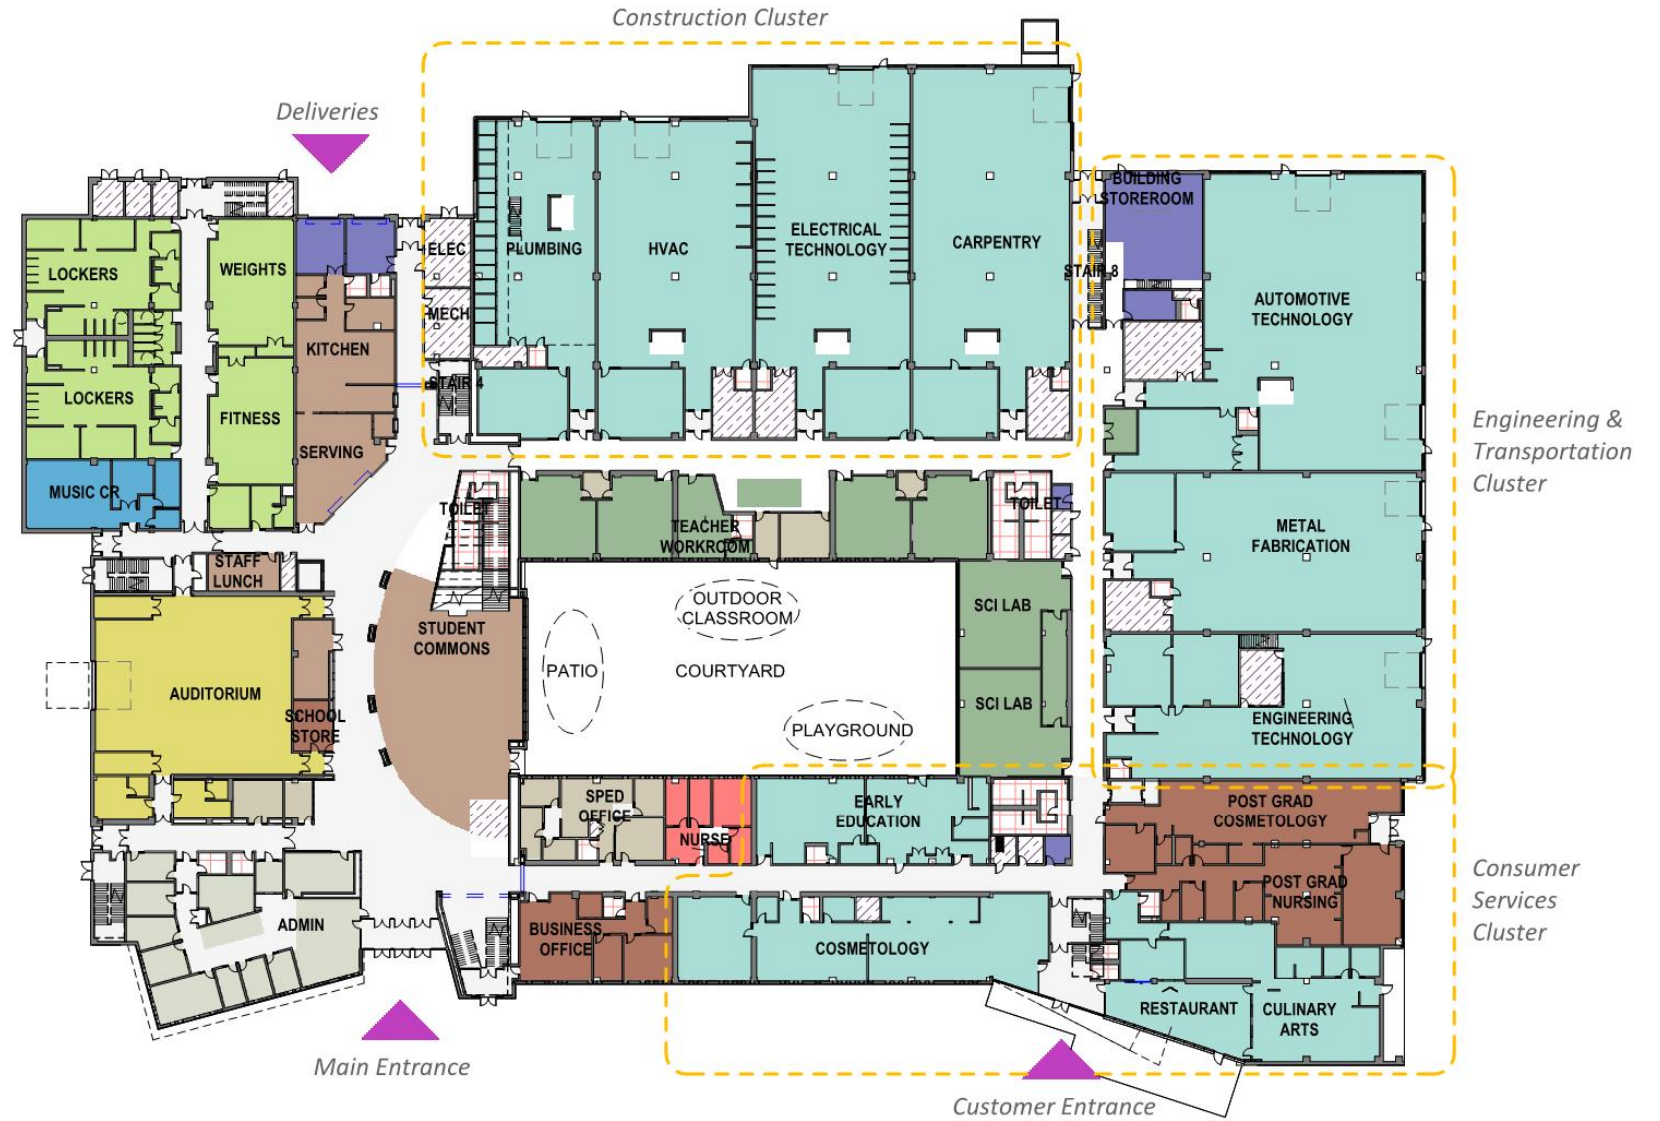 Construction Cluster
Deliveries
BUILDING
STOREROOM
ELEC
PLUMBING
HVAC
ELECTRICAL
TECHNOLOGY
CARPENTRY
STAIR 8
LOCKERS
WEIGHTS
MECH
AUTOMOTIVE
TECHNOLOGY
KITCHEN
STAIR 4
LOCKERS
FITNESS
SERVING
Engineering &
Transportation
Cluster
MUSIC CR
TOILET
TEACHER
WORKROOM
TOILET
METAL
FABRICATION
STAFF
LUNCH
OUTDOOR
CLASSROOM
SCI LAB
STUDENT
COMMONS
PATIO
COURTYARD
AUDITORIUM
SCHOOL
STORE
SCI LAB
PLAYGROUND
ENGINEERING
TECHNOLOGY
SPED
OFFICE
NURSE
EARLY
EDUCATION
POST GRAD
COSMETOLOGY
POST GRAD
NURSING
Consumer
Services
Cluster
ADMIN
BUSINESS
OFFICE
COSMETOLOGY
RESTAURANT
CULINARY
ARTS
Main Entrance
Customer Entrance